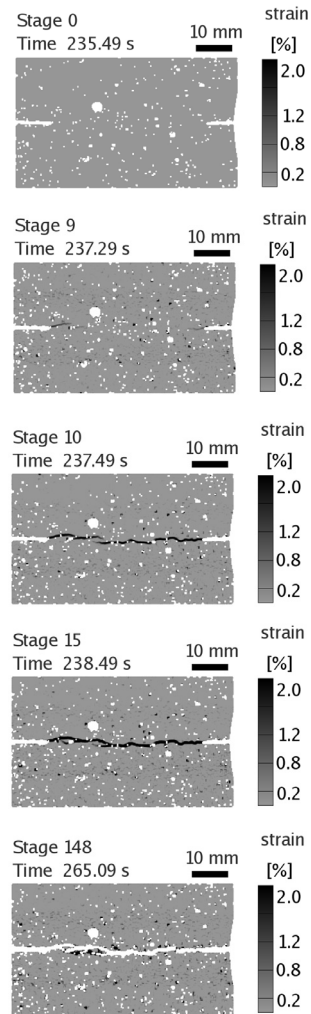 strain
Stage 0
10 mm
[%]
Time 235.49 s
2.0
1.2
0.8
0.2
strain
Stage 9
10 mm
[%]
Time 237.29 s
2.0
1.2
0.8
0.2
strain
Stage 10
10 mm
[%]
Time 237.49 s
2.0
1.2
0.8
0.2
strain
Stage 15
10 mm
[%]
Time 238.49 s
2.0
1.2
0.8
0.2
strain
Stage 148
10 mm
[%]
Time 265.09 s
2.0
1.2
0.8
0.2